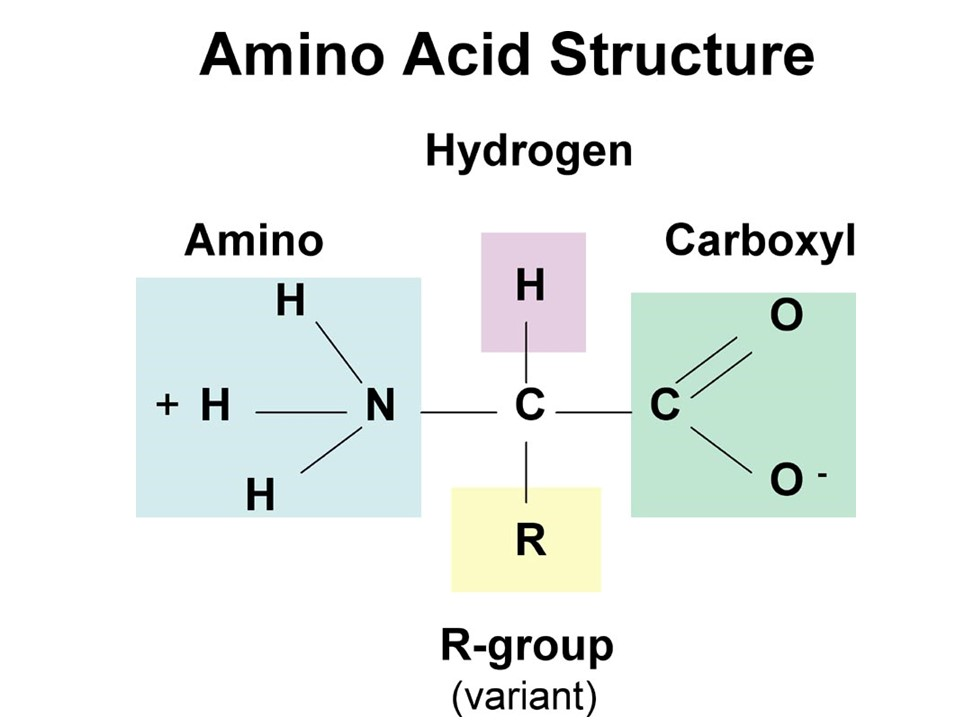 Amino Acid Structure
Hydrogen
Amino
Carboxyl
H
H
O
+ H
N
C
C
H
O -
R
R-group
(variant)